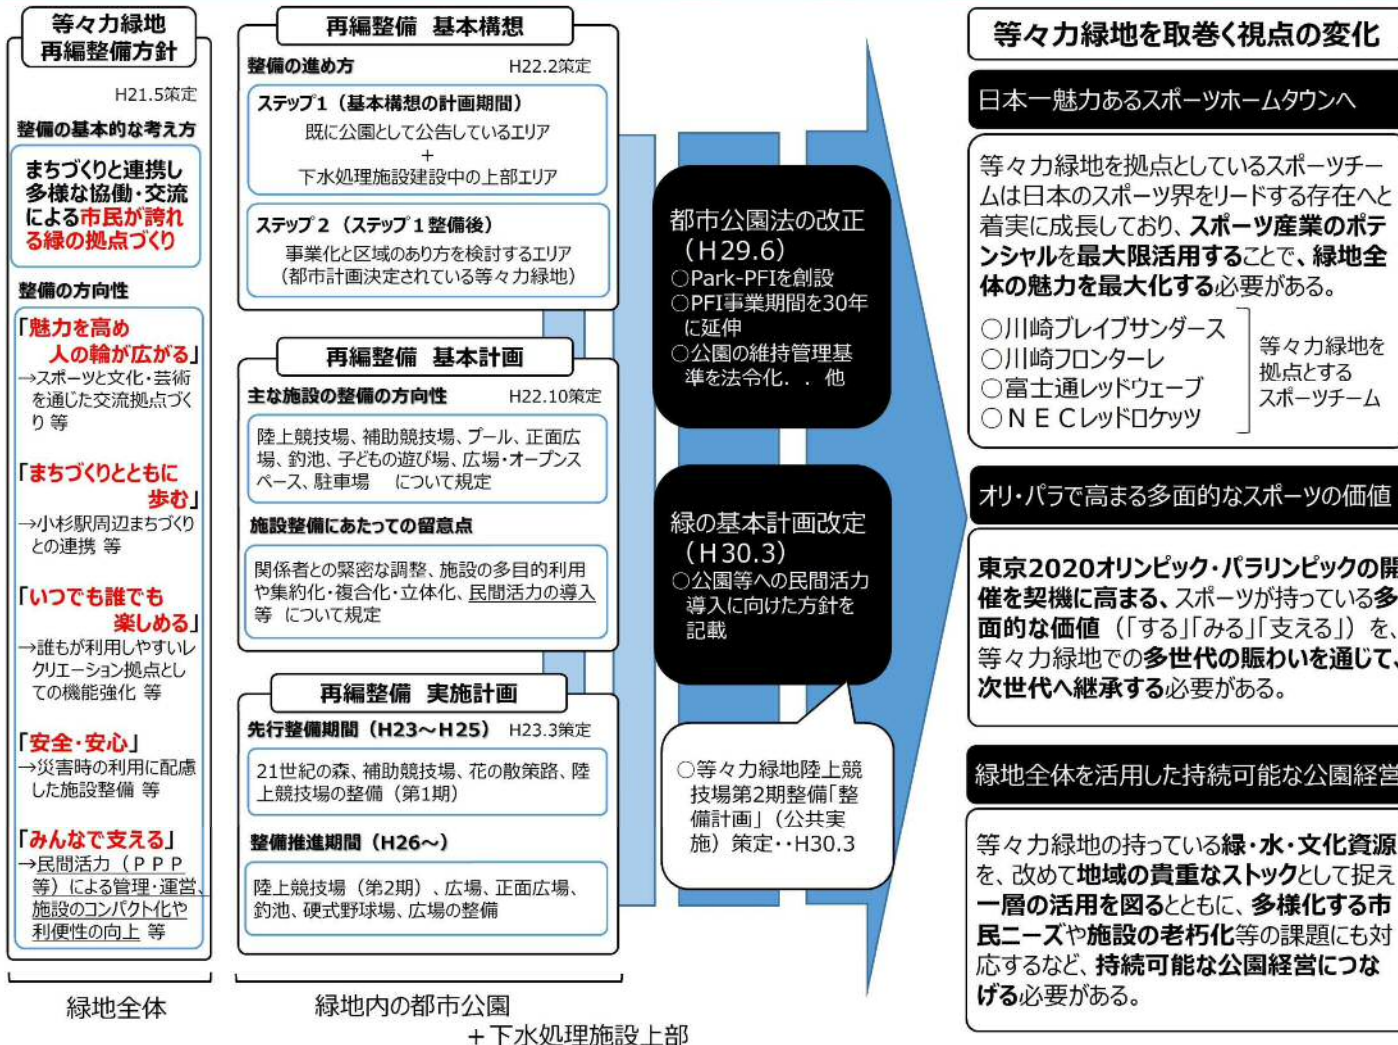 等々力緑地
再編整備方針
H21.5策定
整備の基本的な考え方
まちづくりと連携し
多様な協働・交流
による市民が誇れ
る緑の拠点づくり
整備の方向性
「魅力を高め
人の輪が広がる」
→スポーツと文化・芸術
を通じた交流拠点づく
り 等
「まちづくりとともに
歩む」
→小杉駅周辺まちづくり
との連携 等
「いつでも誰でも
楽しめる」
→誰もが利用しやすいレ
クリエーション拠点とし
ての機能強化 等
「安全・安心」
→災害時の利用に配慮
した施設整備 等
「みんなで支える」
→民間活力（ＰＰＰ
等）による管理・運営、
施設のコンパクト化や
利便性の向上 等
緑地全体
再編整備 基本構想
整備の進め方 H22.2策定
ステップ1（基本構想の計画期間）
既に公園として公告しているエリア
+
下水処理施設建設中の上部エリア
ステップ２（ステップ１整備後）
事業化と区域のあり方を検討するエリア
（都市計画決定されている等々力緑地）
再編整備 基本計画
主な施設の整備の方向性 H22.10策定
陸上競技場、補助競技場、プール、正面広
場、釣池、子どもの遊び場、広場・オープンス
ペース、駐車場 について規定
施設整備にあたっての留意点
関係者との緊密な調整、施設の多目的利用
や集約化・複合化・立体化、民間活力の導入
等 について規定
再編整備 実施計画
先行整備期間（H23～H25） H23.3策定
21世紀の森、補助競技場、花の散策路、陸
上競技場の整備（第1期）
整備推進期間（H26～）
陸上競技場（第2期）、広場、正面広場、
釣池、硬式野球場、広場の整備
緑地内の都市公園
＋下水処理施設上部
都市公園法の改正
（H29.6）
○Park-PFIを創設
○PFI事業期間を30年
に延伸
○公園の維持管理基
準を法令化．．他
緑の基本計画改定
（H30.3）
○公園等への民間活力
導入に向けた方針を
記載
○等々力緑地陸上競
技場第2期整備「整
備計画」（公共実
施）策定・・H30.3
等々力緑地を取巻く視点の変化
日本一魅力あるスポーツホームタウンへ
等々力緑地を拠点としているスポーツチー
ムは日本のスポーツ界をリードする存在へと
着実に成長しており、スポーツ産業のポテ
ンシャルを最大限活用することで、緑地全
体の魅力を最大化する必要がある。
○川崎ブレイブサンダース
○川崎フロンターレ
○富士通レッドウェーブ
○ＮＥＣレッドロケッツ
等々力緑地を
拠点とする
スポーツチーム
オリ・パラで高まる多面的なスポーツの価値
東京2020オリンピック・パラリンピックの開
催を契機に高まる、スポーツが持っている多
面的な価値（「する」「みる」「支える」）を、
等々力緑地での多世代の賑わいを通じて、
次世代へ継承する必要がある。
緑地全体を活用した持続可能な公園経営
等々力緑地の持っている緑・水・文化資源
を、改めて地域の貴重なストックとして捉え
一層の活用を図るとともに、多様化する市
民ニーズや施設の老朽化等の課題にも対
応するなど、持続可能な公園経営につな
げる必要がある。